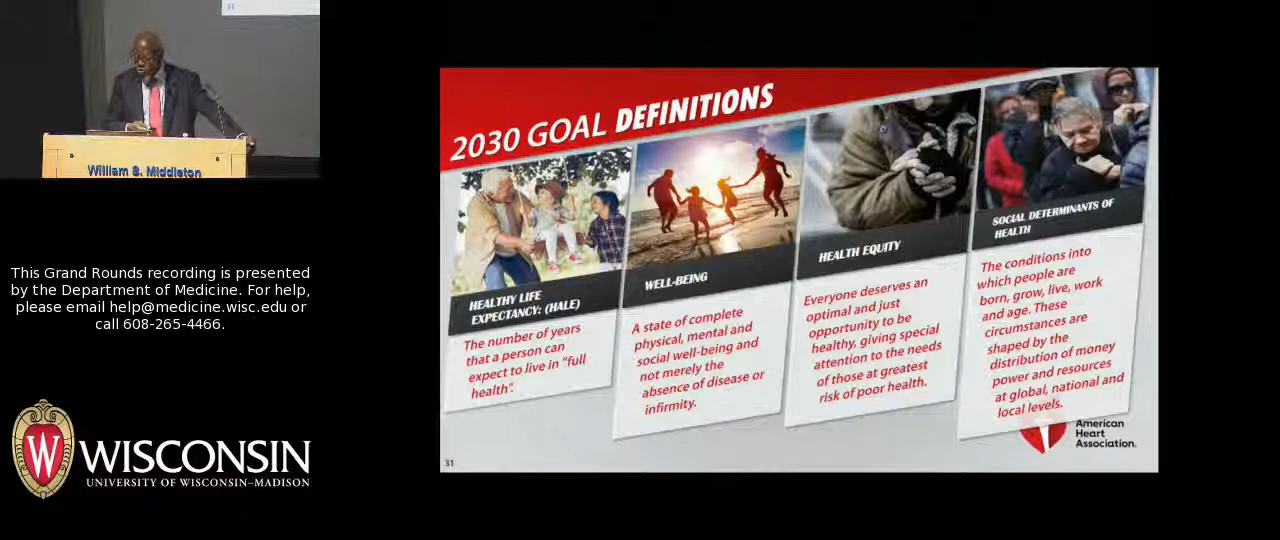 William S. Middleton
This Grand Rounds recording is presented
by the Department of Medicine. For help,
please email help@medicine.wisc.edu or
call 608-265-4466.
W
WISCONSIN
UNIVERSITY OF WISCONSIN–MADISON
2030 GOAL DEFINITIONS
HEALTHY LIFE
EXPECTANCY: (HALE)
The number of years
that a person can
expect to live in "full
health".
WELL-BEING
A state of complete
physical, mental and
social well-being and
not merely the
absence of disease or
infirmity.
HEALTH EQUITY
Everyone deserves an
optimal and just
opportunity to be
healthy, giving special
attention to the needs
of those at greatest
risk of poor health.
SOCIAL DETERMINANTS OF
HEALTH
The conditions into
which people are
born, grow, live, work
and age. These
circumstances are
shaped by the
distribution of money
power and resources
at global, national and
local levels.
American
Heart
Association.
31